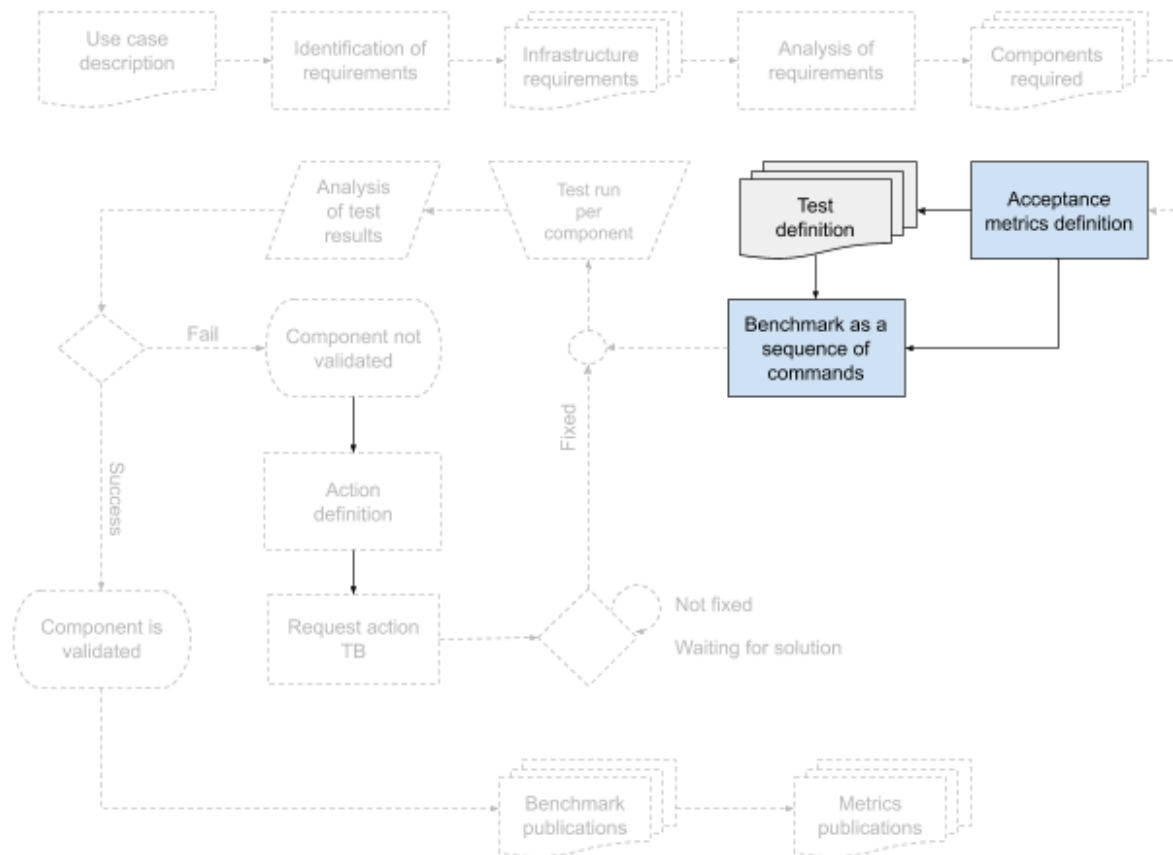 Use case
description
Identification of
requirements
Infrastructure
requirements
Analysis of
requirements
Components
required
Analysis
of test
results
Test run
per
component
Test
definition
Acceptance
metrics definition
Fail
Component not
validated
Benchmark as a
sequence of
commands
Fixed
Success
Action
definition
Component is
validated
Request action
TB
Not fixed
Waiting for solution
Benchmark
publications
Metrics
publications